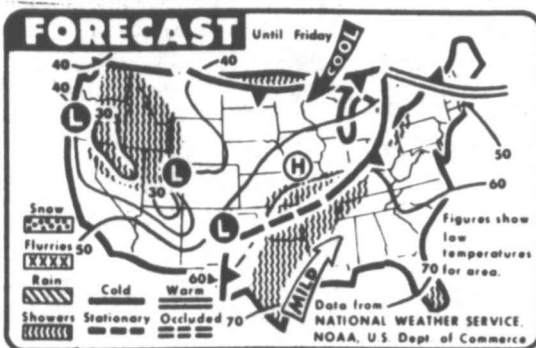 FORECAST
Until Friday
COOL
40
40
40
30
L
L
30
H
L
50
60
50
60
70
70
MILD
Snow
Flurries
Rain
Showers
Cold
Warm
Stationary
Occluded
Figures show
low
temperatures
for area.
Data from
NATIONAL WEATHER SERVICE,
NOAA, U.S. Dept. of Commerce